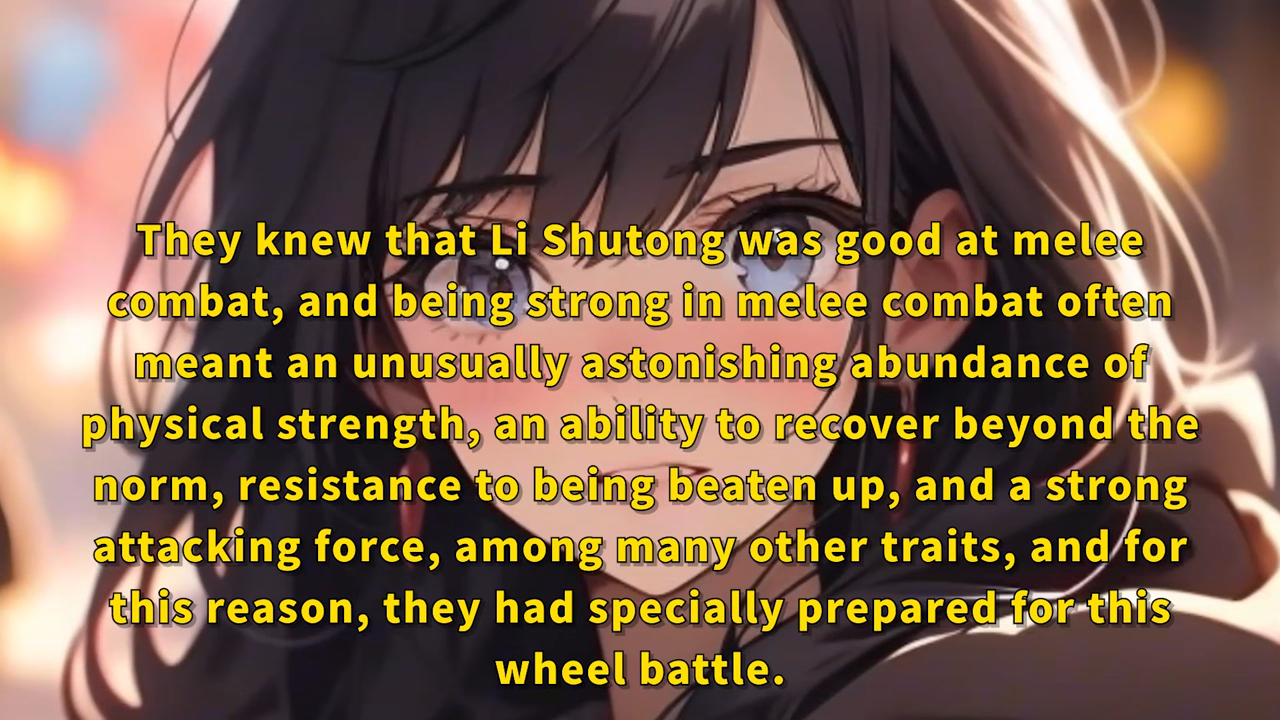 They knew that Li Shutong was good at melee
combat, and being strong in melee combat often
meant an unusually astonishing abundance of
physical strength, an ability to recover beyond the
norm, resistance to being beaten up, and a strong
attacking force, among many other traits, and for
this reason, they had specially prepared for this
wheel battle.